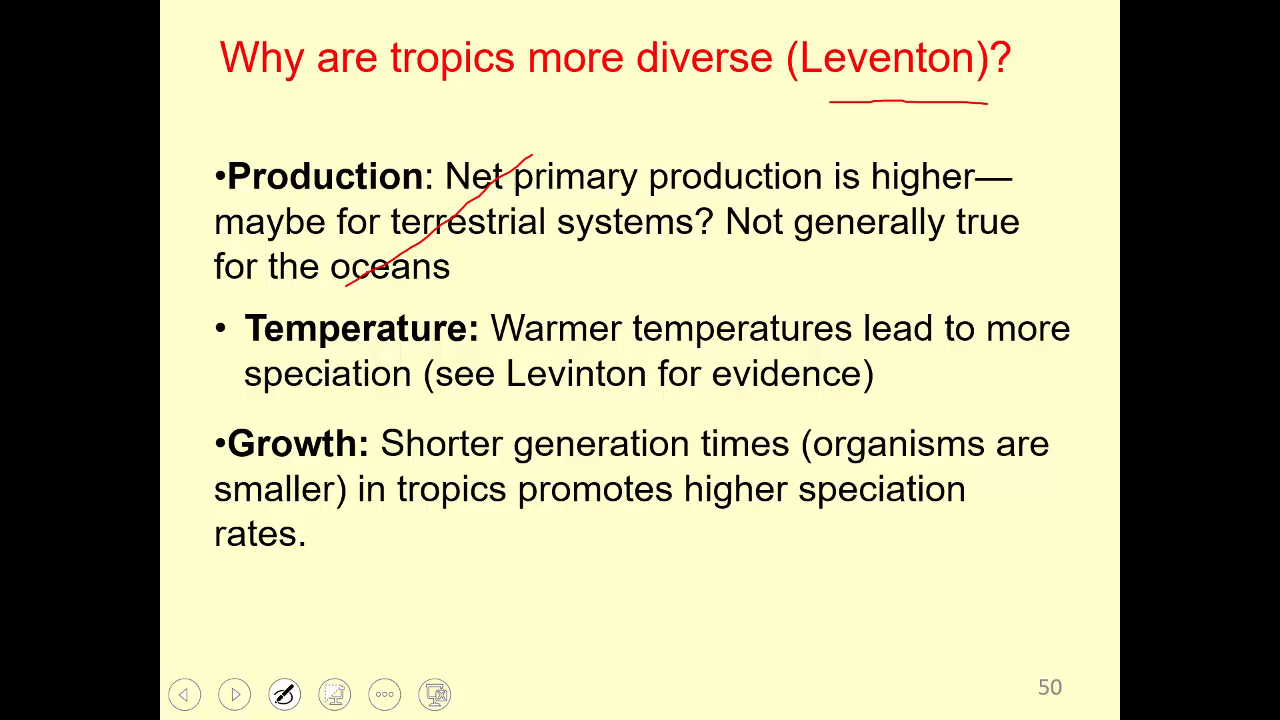 Why are tropics more diverse (Leventon)?
•Production: Net primary production is higher—
maybe for terrestrial systems? Not generally true
for the oceans
• Temperature: Warmer temperatures lead to more
speciation (see Levinton for evidence)
•Growth: Shorter generation times (organisms are
smaller) in tropics promotes higher speciation
rates.
50